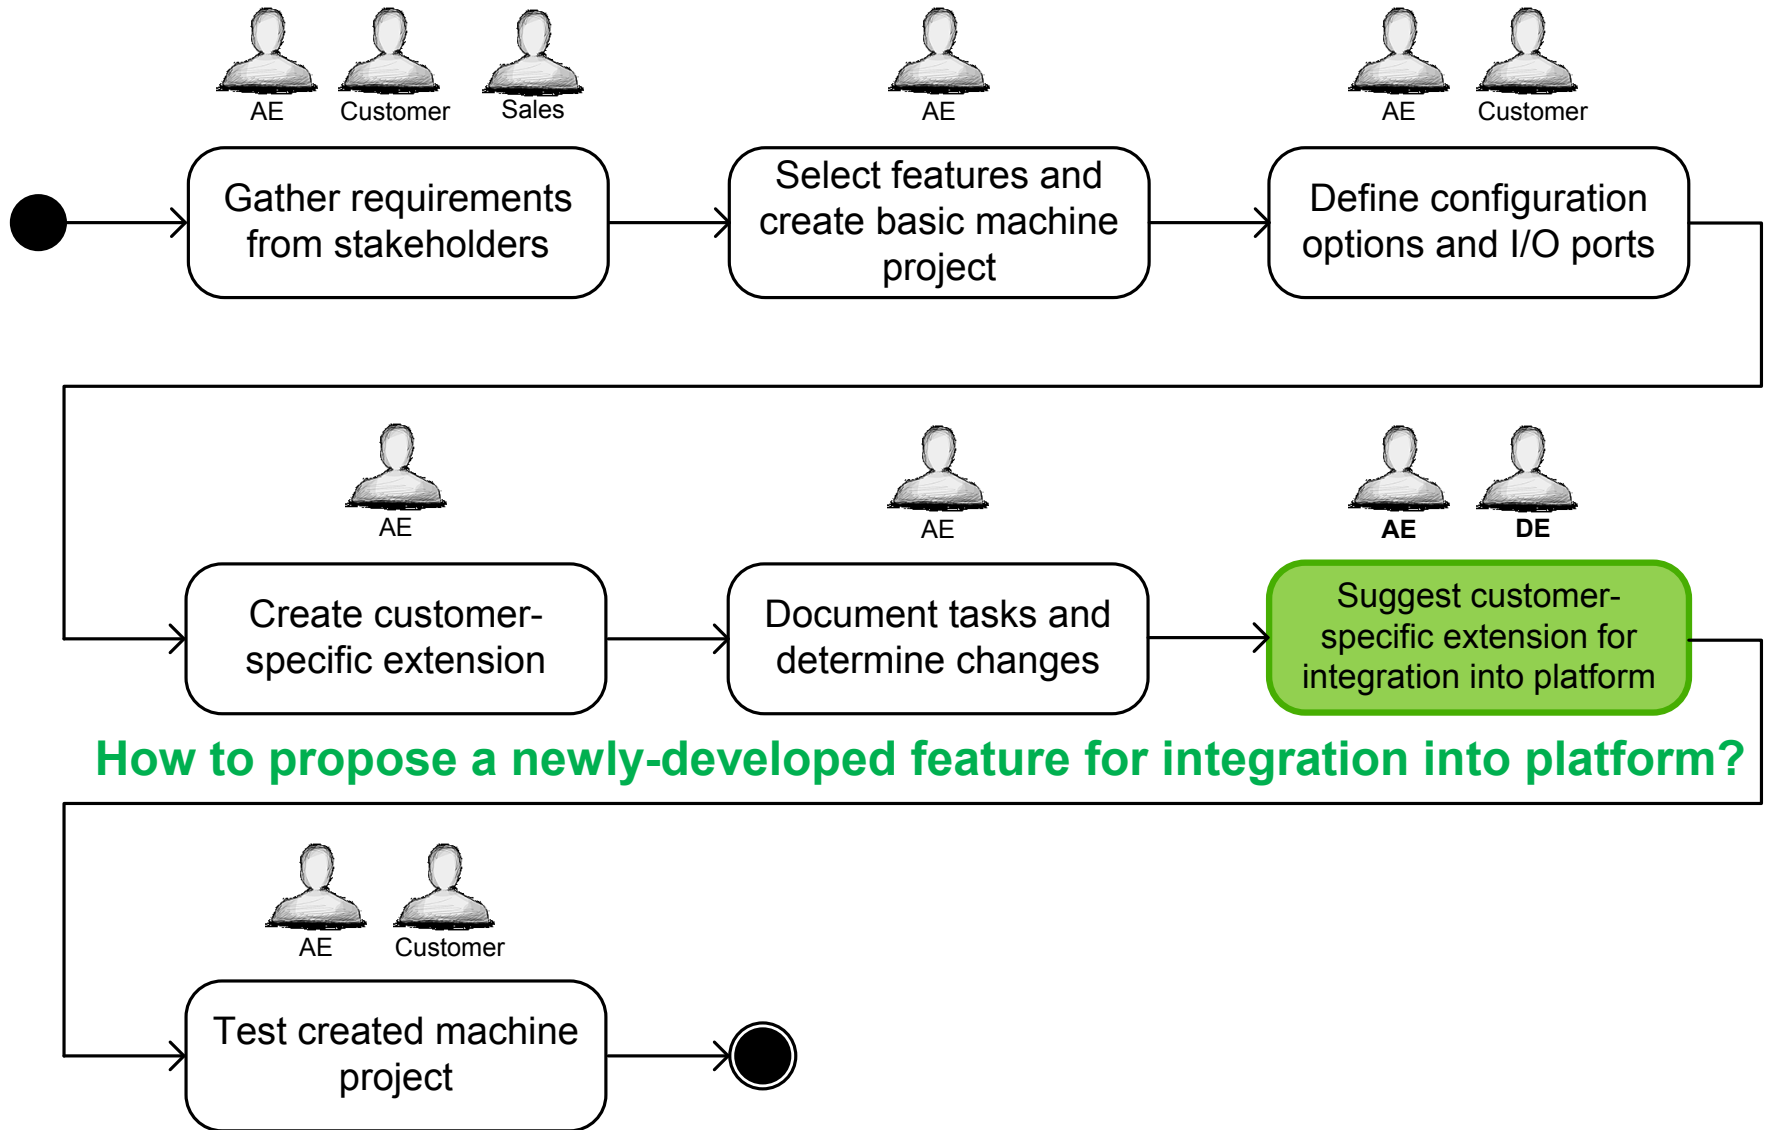 AE
Customer
Sales
AE
AE
Customer
Gather requirements
from stakeholders
Select features and
create basic machine
project
Define configuration
options and I/O ports
AE
AE
AE
DE
Create customer-
specific extension
Document tasks and
determine changes
Suggest customer-
specific extension for
integration into platform
How to propose a newly-developed feature for integration into platform?
AE
Customer
Test created machine
project